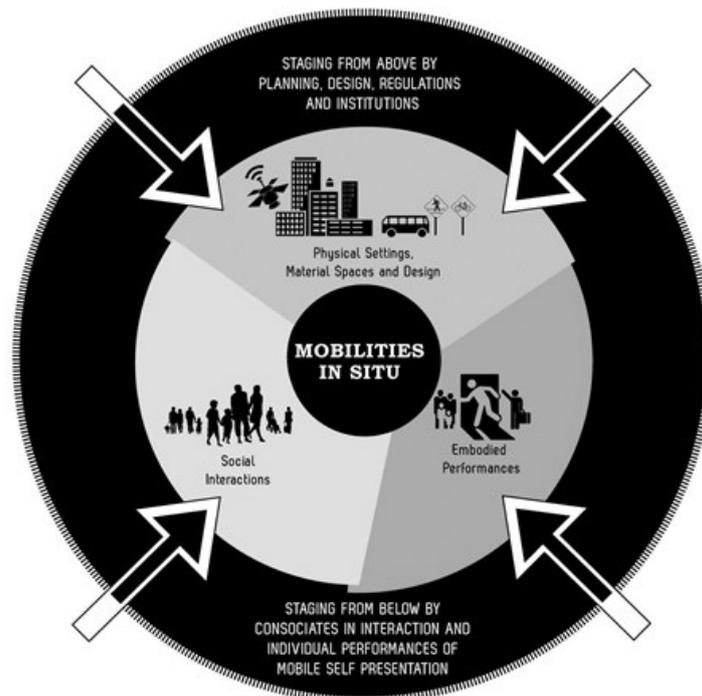 STAGING FROM ABOVE BY
PLANNING, DESIGN, REGULATIONS
AND INSTITUTIONS
Physical Settings,
Material Spaces and Design
MOBILITIES
IN SITU
Social
Interactions
Embodied
Performances
STAGING FROM BELOW BY
CONSOCIATES IN INTERACTION AND
INDIVIDUAL PERFORMANCES OF
MOBILE SELF PRESENTATION